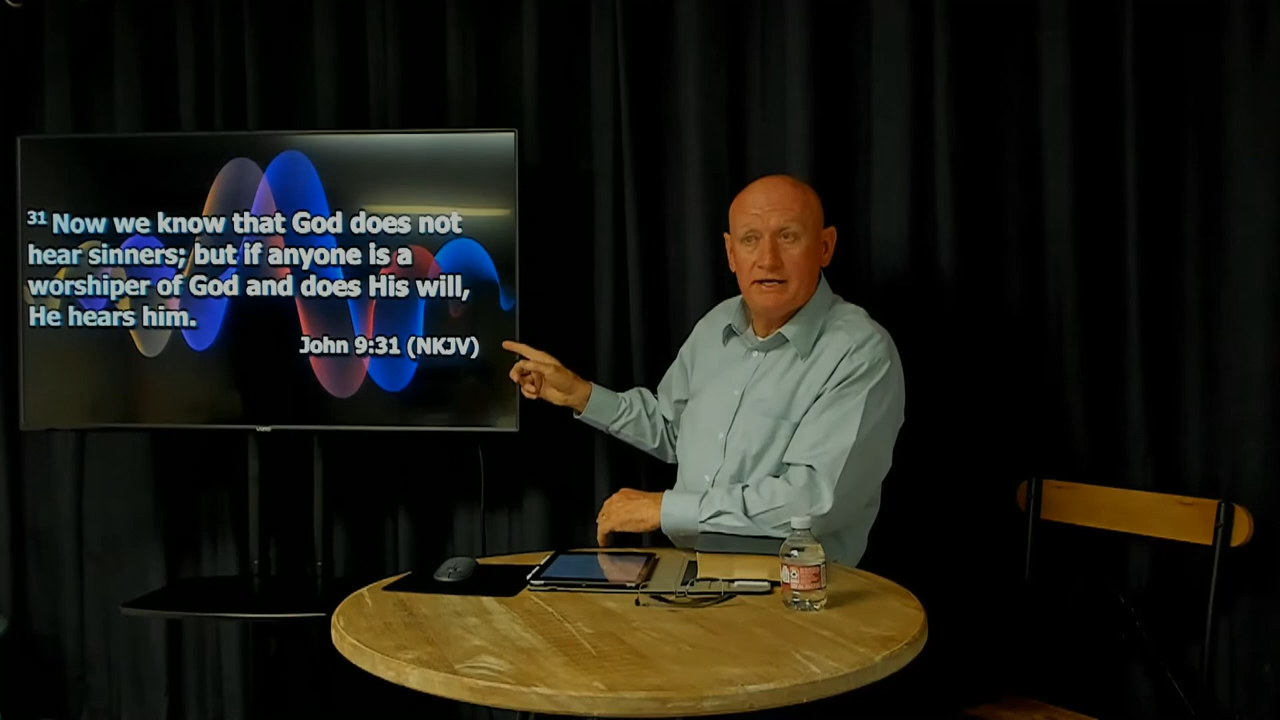 31 Now we know that God does not
hear sinners; but if anyone is a
worshiper of God and does His will,
He hears him.
John 9:31 (NKJV)
VIZIO